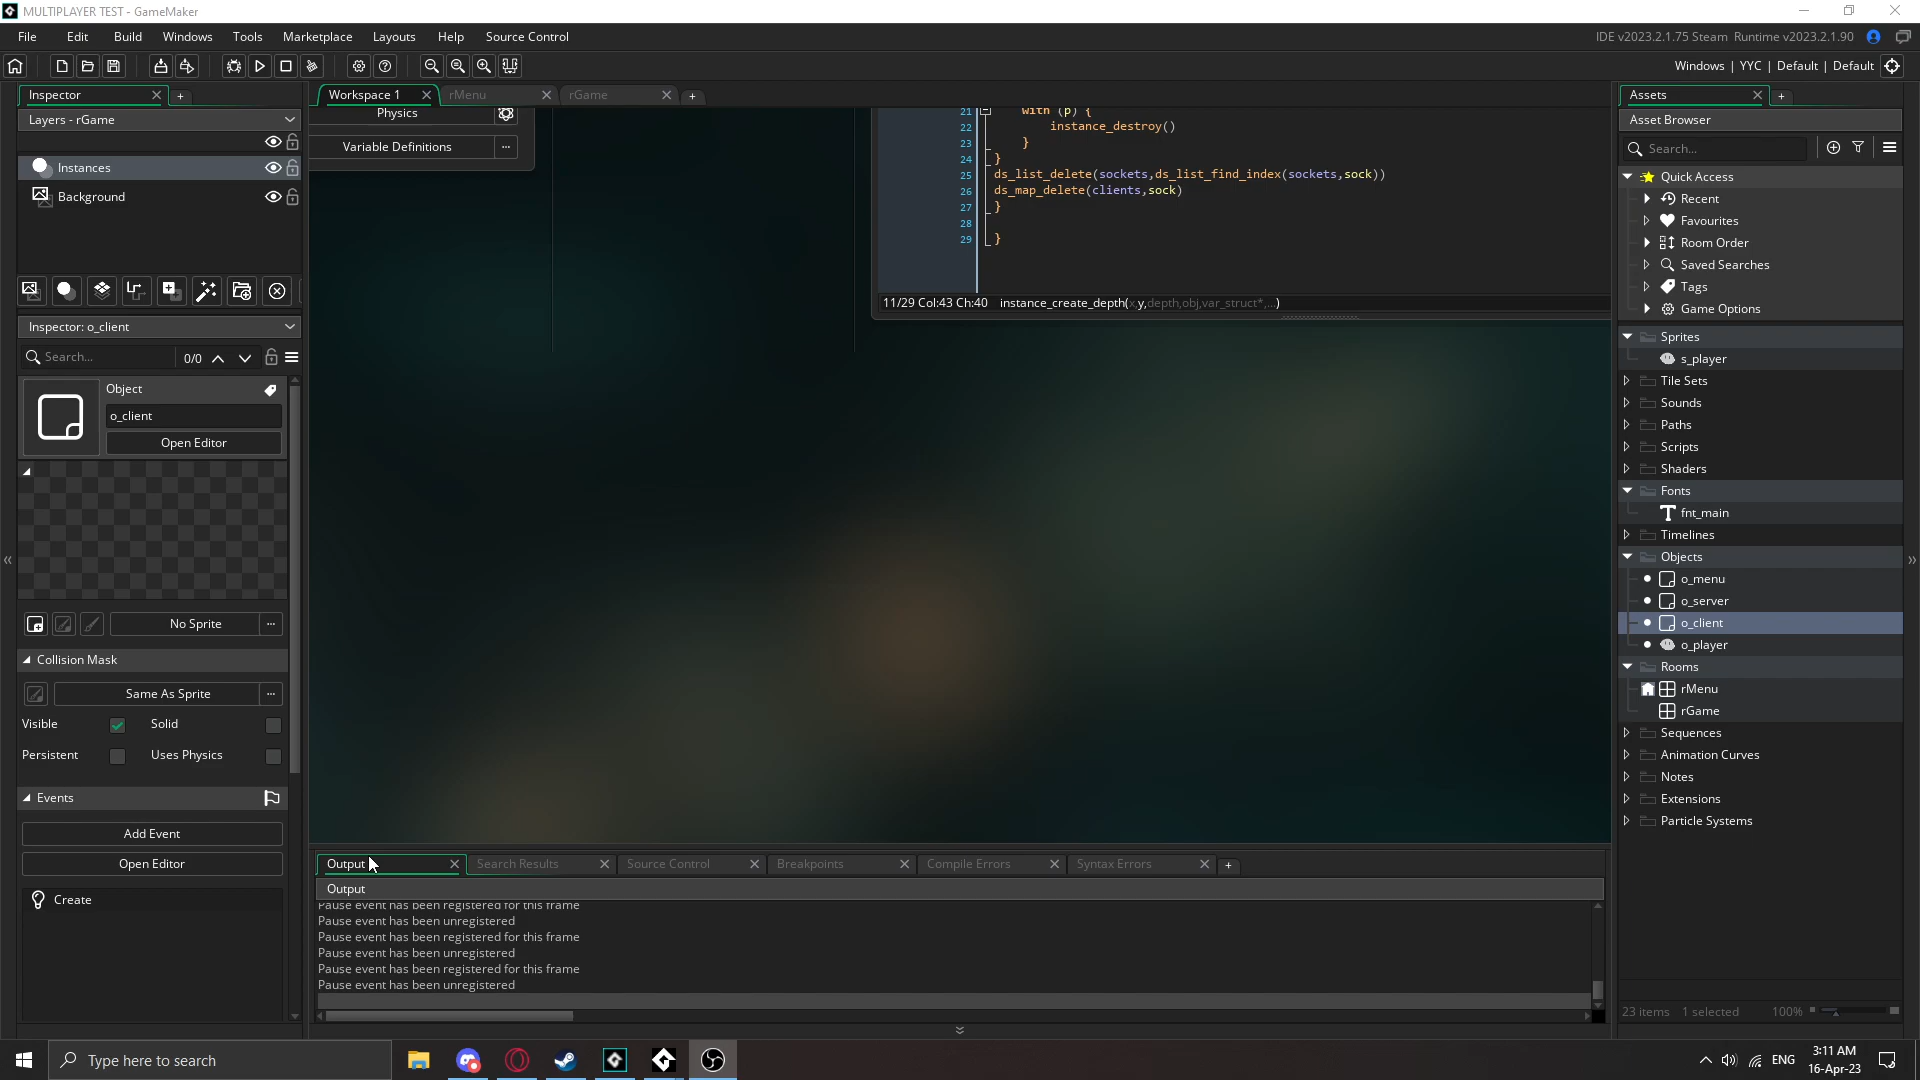 MULTIPLAYER TEST - GameMaker
File Edit Build Windows Tools Marketplace Layouts Help Source Control
IDE v2023.2.1.75 Steam Runtime v2023.2.1.90
Windows | YYC | Default | Default
Inspector
Layers - rGame
Instances
Background
Inspector: o_client
Search... 0/0
Object
o_client
Open Editor
No Sprite
Collision Mask
Same As Sprite
Visible Solid
Persistent Uses Physics
Events
Add Event
Open Editor
Create
Workspace 1 rMenu rGame
Physics
Variable Definitions
21 with (p) {
22 instance_destroy()
23 }
24 }
25 ds_list_delete(sockets,ds_list_find_index(sockets,sock))
26 ds_map_delete(clients,sock)
27 }
28
29 }
11/29 Col:43 Ch:40 instance_create_depth(x,y,depth,obj,var_struct*,...)
Output Search Results Source Control Breakpoints Compile Errors Syntax Errors
Output
Pause event has been registered for this frame
Pause event has been unregistered
Pause event has been registered for this frame
Pause event has been unregistered
Pause event has been registered for this frame
Pause event has been unregistered
Assets
Asset Browser
Search...
Quick Access
Recent
Favourites
Room Order
Saved Searches
Tags
Game Options
Sprites
s_player
Tile Sets
Sounds
Paths
Scripts
Shaders
Fonts
fnt_main
Timelines
Objects
o_menu
o_server
o_client
o_player
Rooms
rMenu
rGame
Sequences
Animation Curves
Notes
Extensions
Particle Systems
23 items 1 selected 100%
Type here to search
ENG
3:11 AM
16-Apr-23